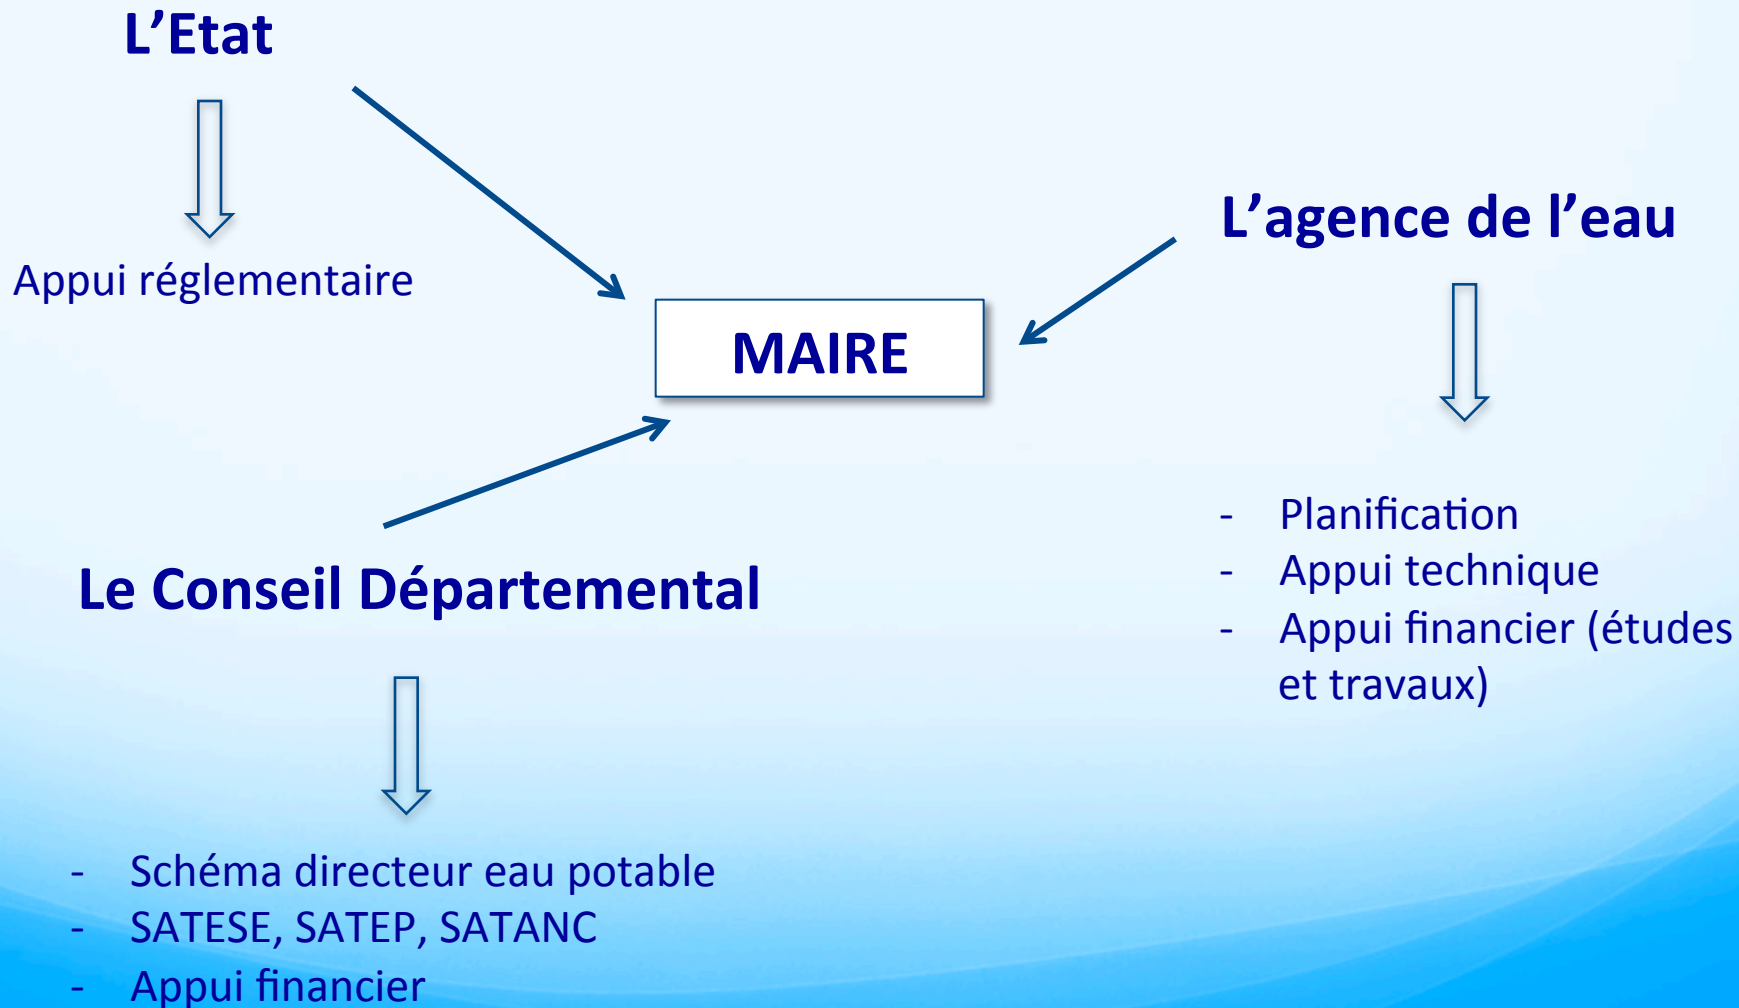 L’Etat
Appui réglementaire
L’agence de l’eau
MAIRE
- Planification
- Appui technique
- Appui financier (études
et travaux)
Le Conseil Départemental
- Schéma directeur eau potable
- SATESE, SATEP, SATANC
- Appui financier